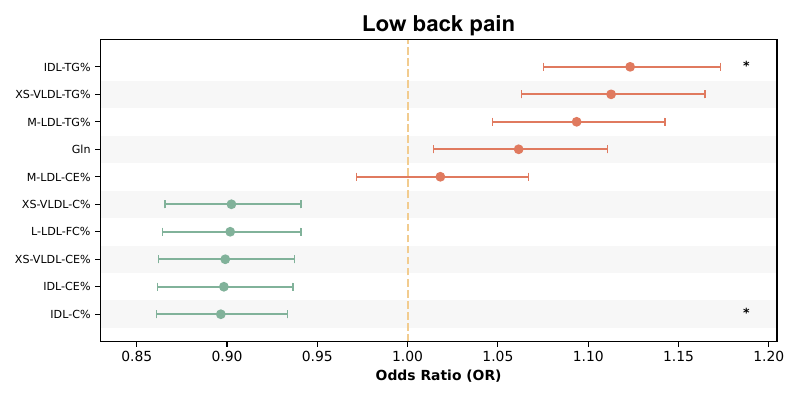 Low back pain
IDL-TG%
*
XS-VLDL-TG%
M-LDL-TG%
Gln
M-LDL-CE%
XS-VLDL-C%
L-LDL-FC%
XS-VLDL-CE%
IDL-CE%
IDL-C%
*
0.85 0.90 0.95 1.00 1.05 1.10 1.15 1.20
Odds Ratio (OR)